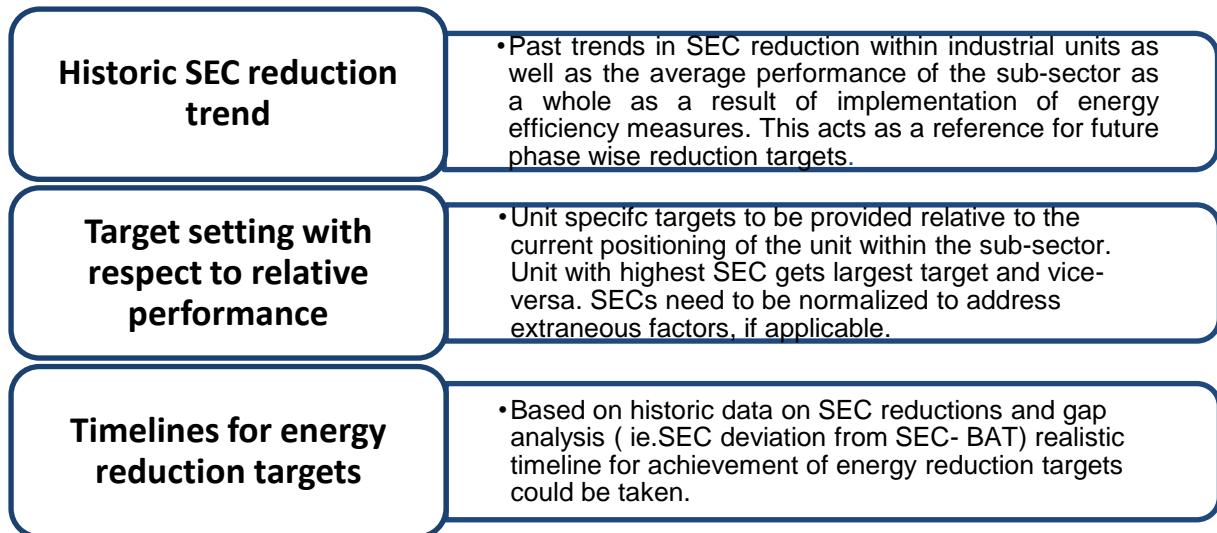 Historic SEC reduction
trend
•Past trends in SEC reduction within industrial units as
well as the average performance of the sub-sector as
a whole as a result of implementation of energy
efficiency measures. This acts as a reference for future
phase wise reduction targets.
Target setting with
respect to relative
performance
•Unit specifc targets to be provided relative to the
current positioning of the unit within the sub-sector.
Unit with highest SEC gets largest target and vice-
versa. SECs need to be normalized to address
extraneous factors, if applicable.
Timelines for energy
reduction targets
•Based on historic data on SEC reductions and gap
analysis ( ie.SEC deviation from SEC- BAT) realistic
timeline for achievement of energy reduction targets
could be taken.